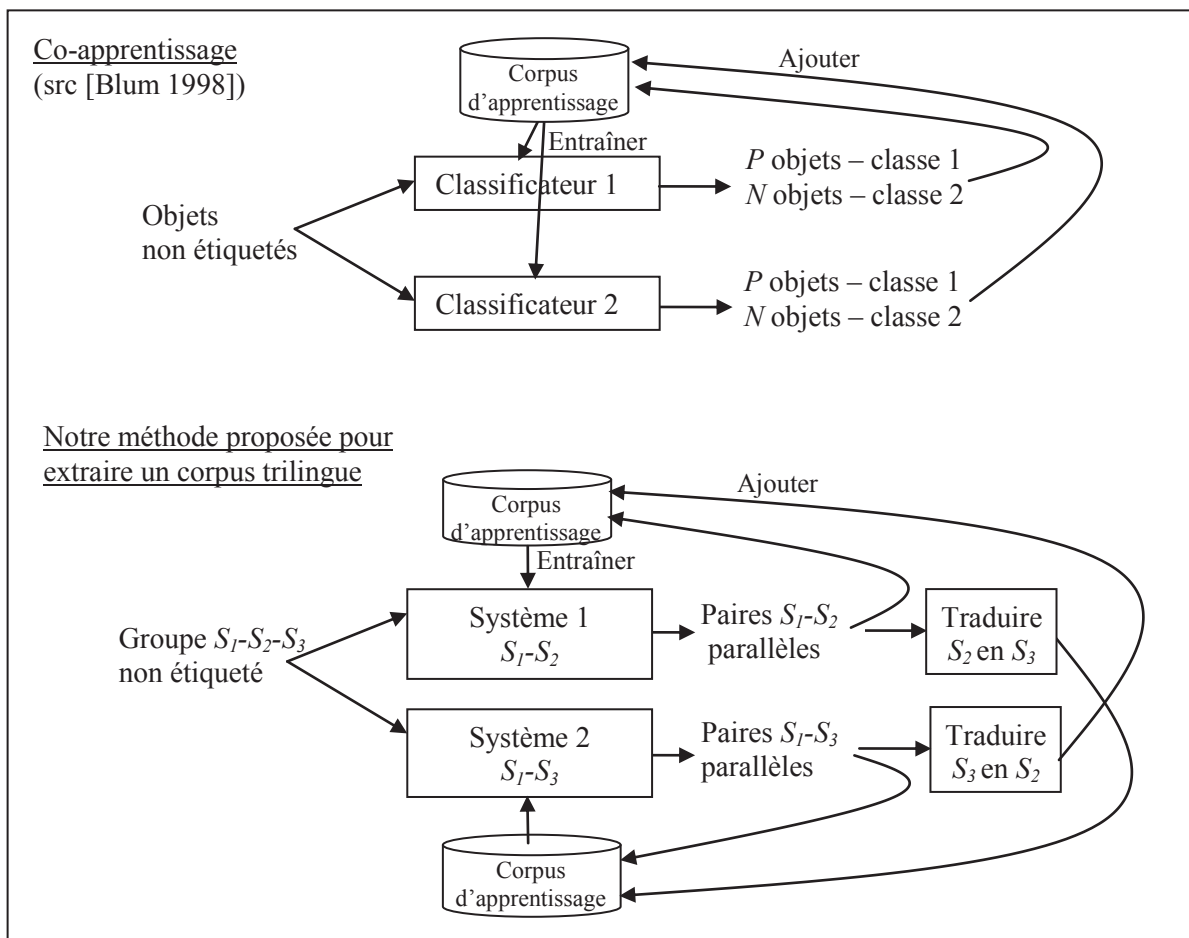 Co-apprentissage
(src [Blum 1998])
Corpus
d'apprentissage
Ajouter
Entraîner
Classificateur 1
P objets – classe 1
N objets – classe 2
Objets
non étiquetés
Classificateur 2
P objets – classe 1
N objets – classe 2
Notre méthode proposée pour
extraire un corpus trilingue
Corpus
d'apprentissage
Ajouter
Entraîner
Système 1
S1-S2
Paires S1-S2
parallèles
Traduire
S2 en S3
Groupe S1-S2-S3
non étiqueté
Système 2
S1-S3
Paires S1-S3
parallèles
Traduire
S3 en S2
Corpus
d'apprentissage